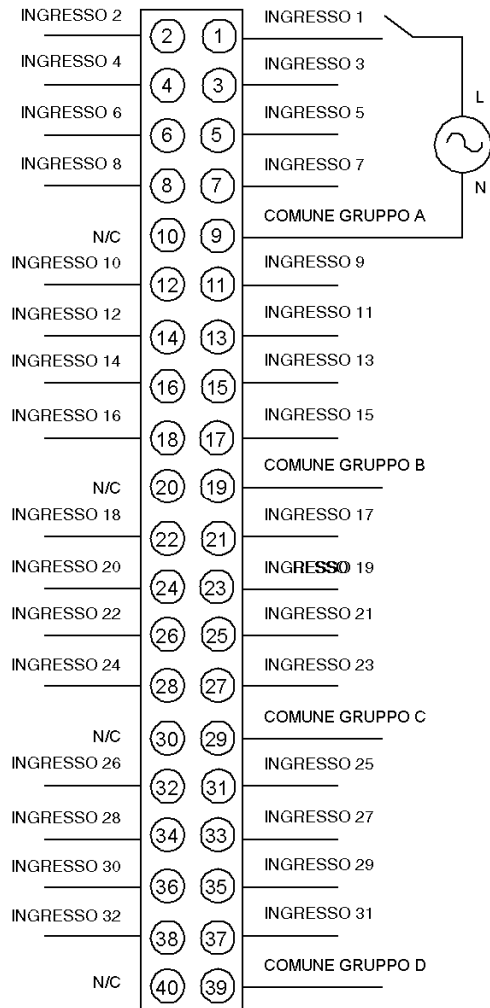 INGRESSO 2 2 1 INGRESSO 1
INGRESSO 4 4 3 INGRESSO 3
L
INGRESSO 6 6 5 INGRESSO 5
INGRESSO 8 8 7 INGRESSO 7
N
N/C 10 9 COMUNE GRUPPO A
INGRESSO 10 12 11 INGRESSO 9
INGRESSO 12 14 13 INGRESSO 11
INGRESSO 14 16 15 INGRESSO 13
INGRESSO 16 18 17 INGRESSO 15
N/C 20 19 COMUNE GRUPPO B
INGRESSO 18 22 21 INGRESSO 17
INGRESSO 20 24 23 INGRESSO 19
INGRESSO 22 26 25 INGRESSO 21
INGRESSO 24 28 27 INGRESSO 23
N/C 30 29 COMUNE GRUPPO C
INGRESSO 26 32 31 INGRESSO 25
INGRESSO 28 34 33 INGRESSO 27
INGRESSO 30 36 35 INGRESSO 29
INGRESSO 32 38 37 INGRESSO 31
N/C 40 39 COMUNE GRUPPO D